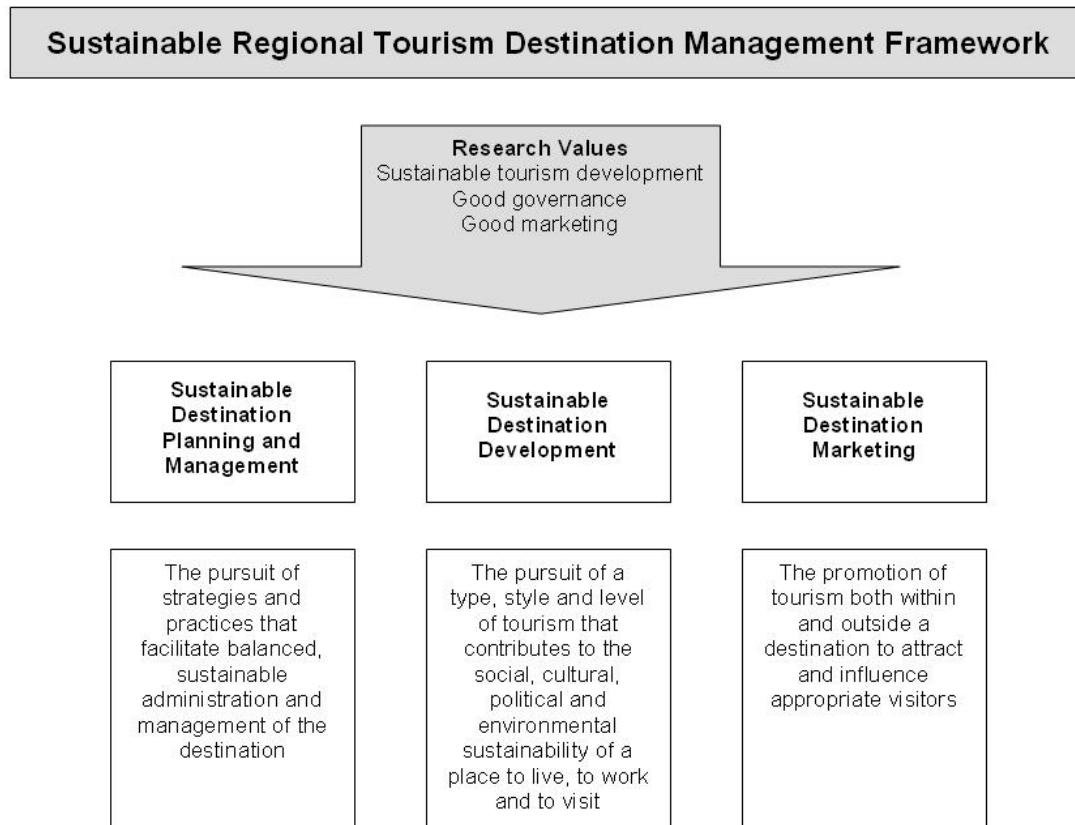 Sustainable Regional Tourism Destination Management Framework
Research Values
Sustainable tourism development
Good governance
Good marketing
Sustainable
Destination
Planning and
Management
Sustainable
Destination
Development
Sustainable
Destination
Marketing
The pursuit of
strategies and
practices that
facilitate balanced,
sustainable
administration and
management of the
destination
The pursuit of a
type, style and level
of tourism that
contributes to the
social, cultural,
political and
environmental
sustainability of a
place to live, to work
and to visit
The promotion of
tourism both within
and outside a
destination to attract
and influence
appropriate visitors